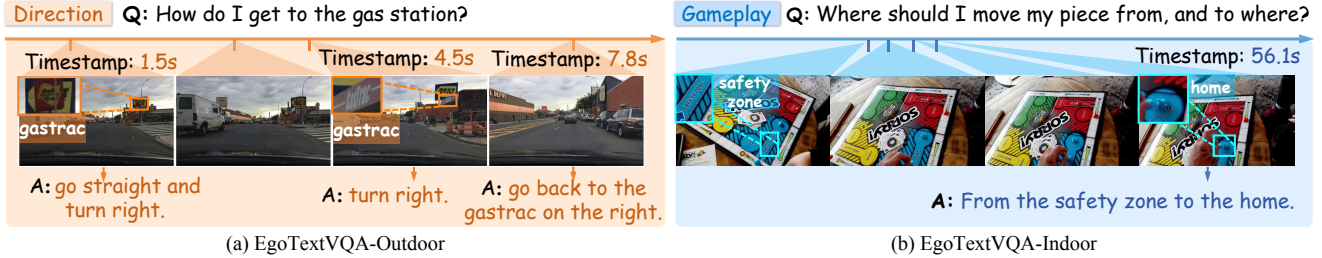 Direction Q: How do I get to the gas station?
Timestamp: 1.5s
Timestamp: 4.5s
Timestamp: 7.8s
gastrac
gastrac
A: go straight and
turn right.
A: turn right.
A: go back to the
gastrac on the right.
(a) EgoTextVQA-Outdoor
Gameplay Q: Where should I move my piece from, and to where?
Timestamp: 56.1s
safety
zone
home
SORRY!
SORRY!
SORRY!
SORRY!
A: From the safety zone to the home.
(b) EgoTextVQA-Indoor